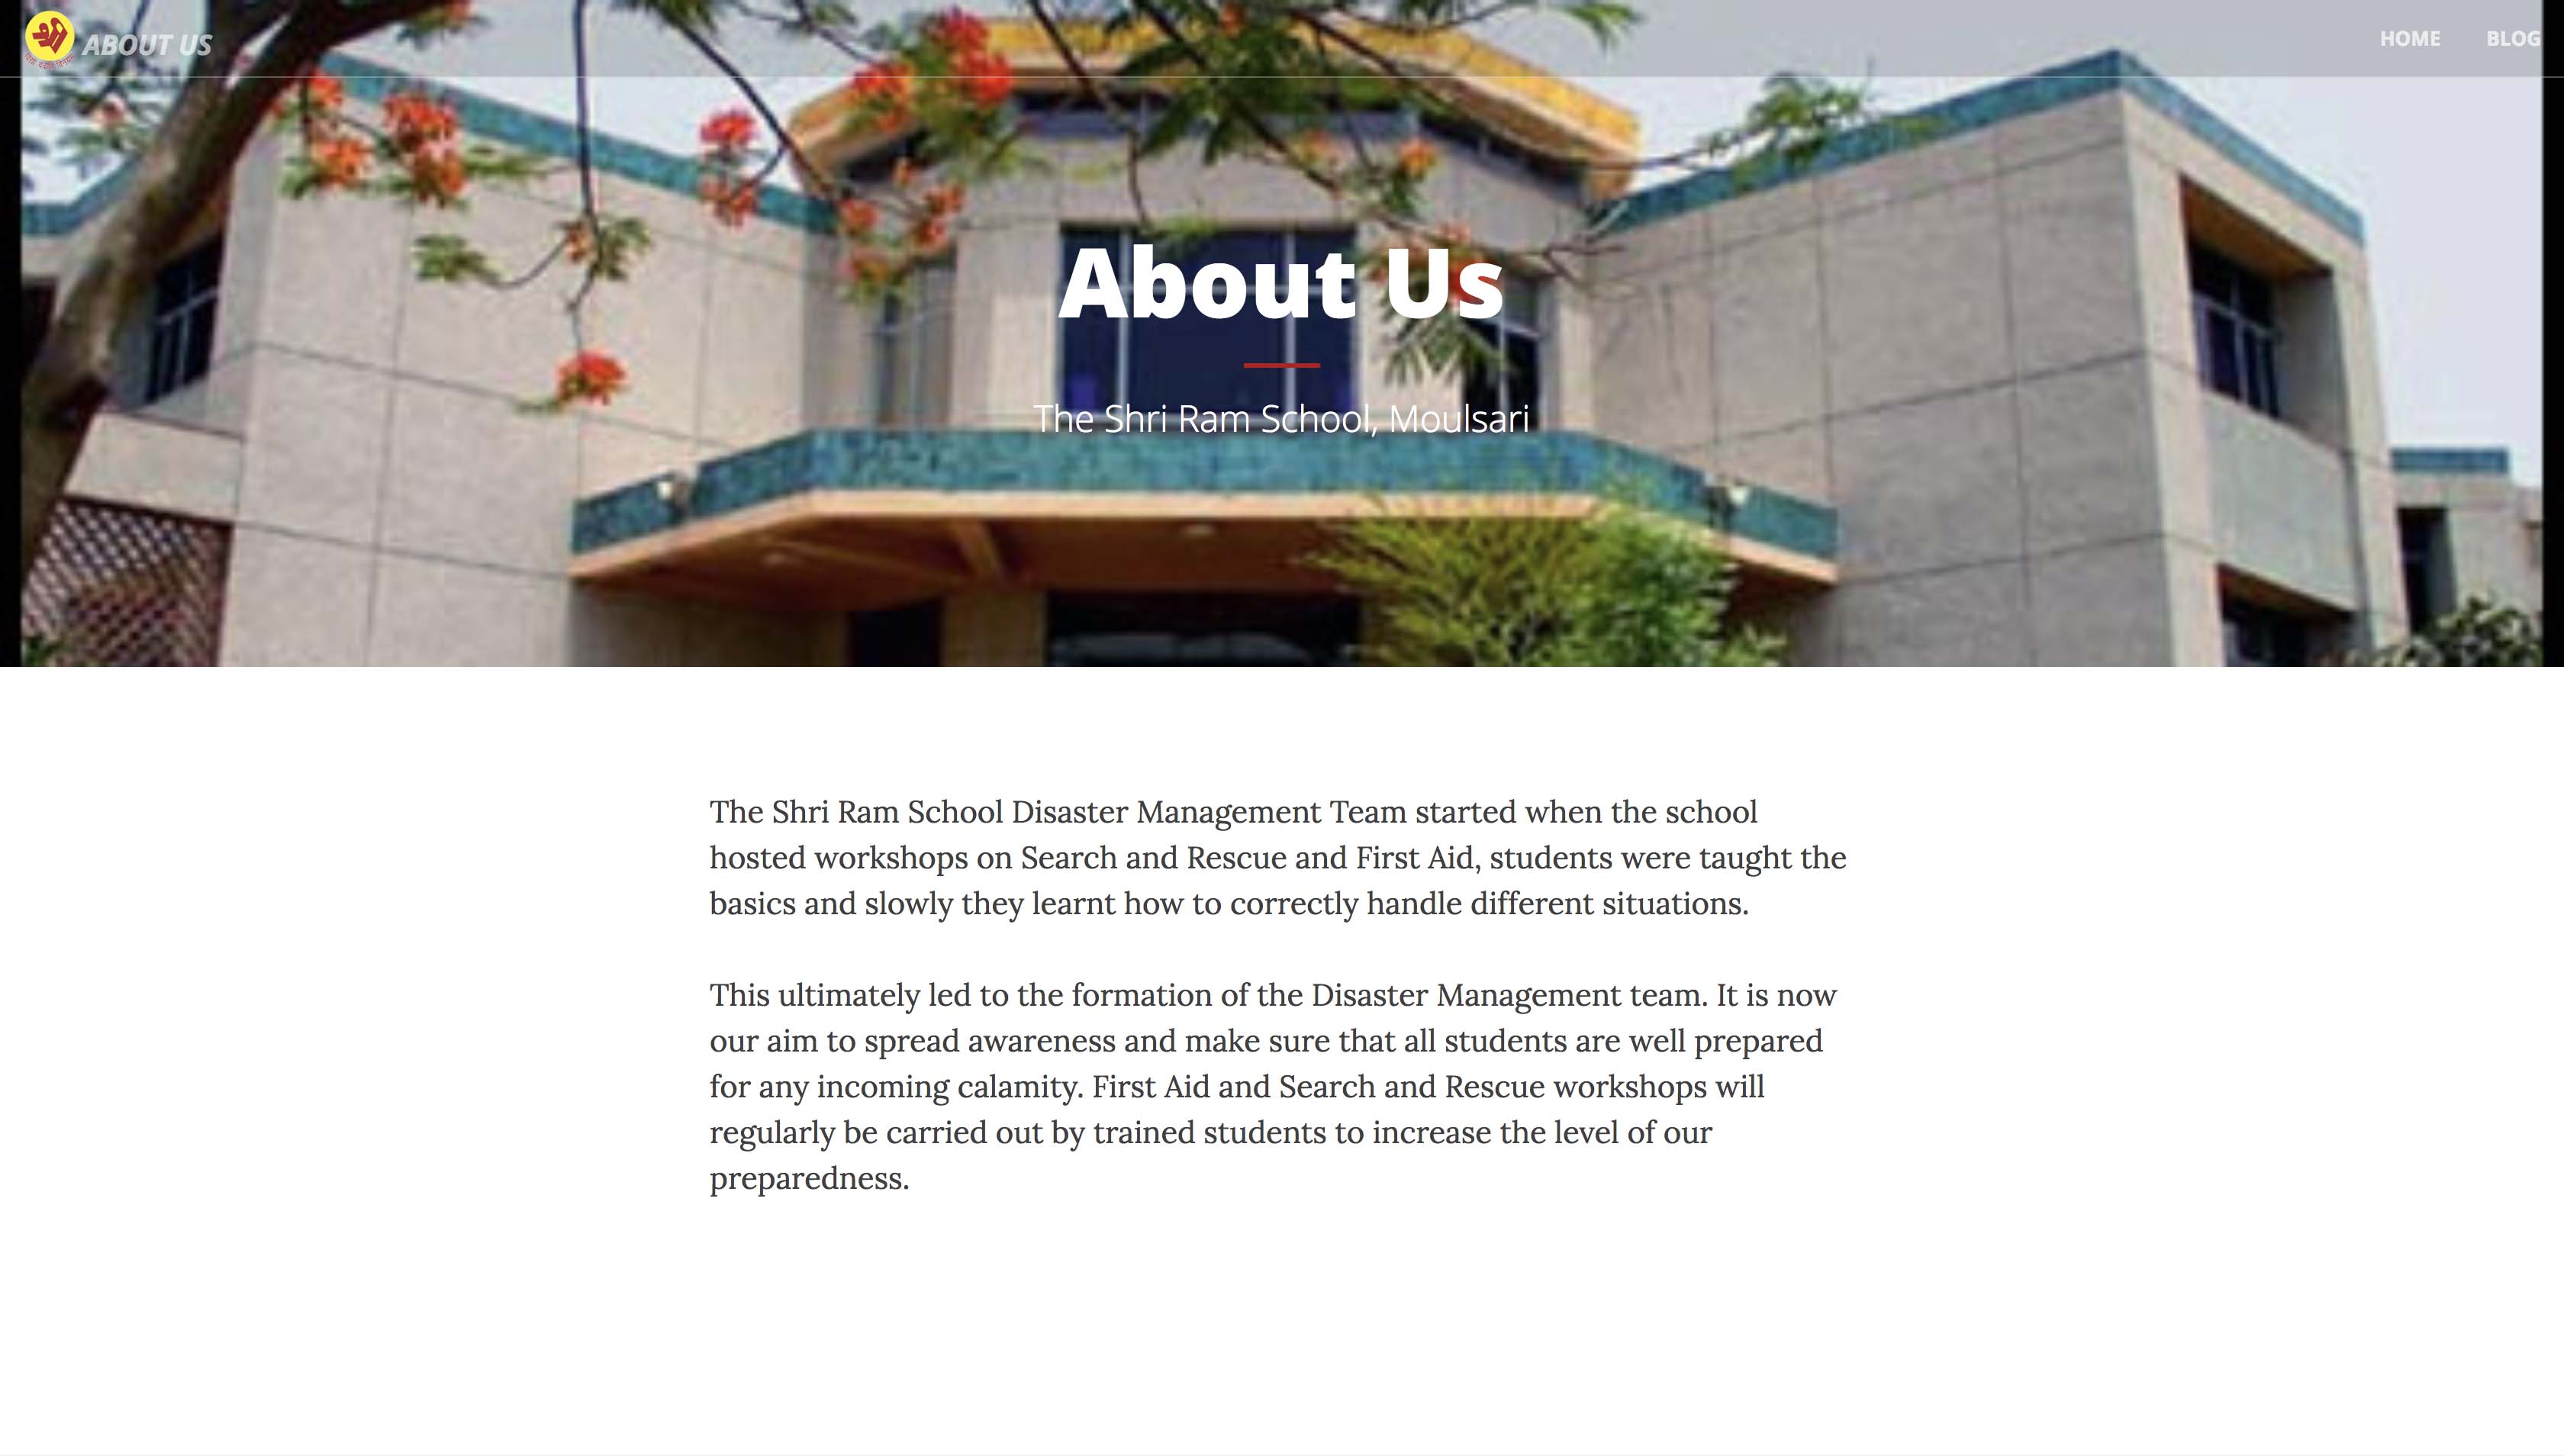 ABOUT US
HOME
BLOG
About Us
The Shri Ram School, Moulsari
The Shri Ram School Disaster Management Team started when the school
hosted workshops on Search and Rescue and First Aid, students were taught the
basics and slowly they learnt how to correctly handle different situations.
This ultimately led to the formation of the Disaster Management team. It is now
our aim to spread awareness and make sure that all students are well prepared
for any incoming calamity. First Aid and Search and Rescue workshops will
regularly be carried out by trained students to increase the level of our
preparedness.